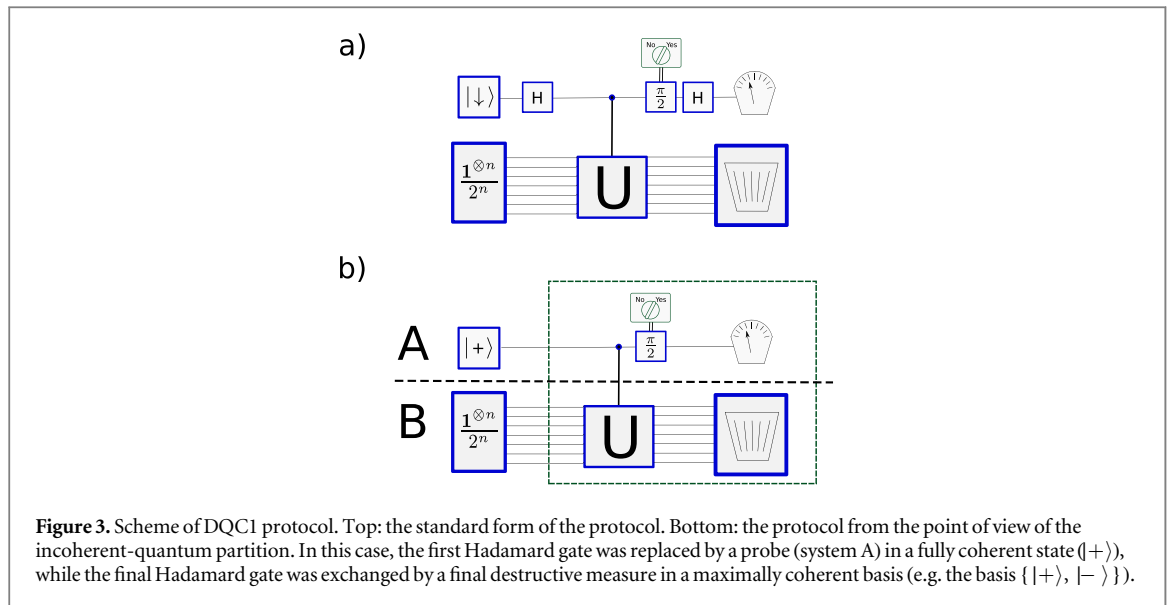 a)
No Yes
|↓⟩ H π/2 H
1^{⊗n}/2^n U
b)
No Yes
A |+⟩ π/2
B 1^{⊗n}/2^n U
Figure 3. Scheme of DQC1 protocol. Top: the standard form of the protocol. Bottom: the protocol from the point of view of the
incoherent-quantum partition. In this case, the first Hadamard gate was replaced by a probe (system A) in a fully coherent state (|+⟩),
while the final Hadamard gate was exchanged by a final destructive measure in a maximally coherent basis (e.g. the basis {|+⟩, |−⟩}).